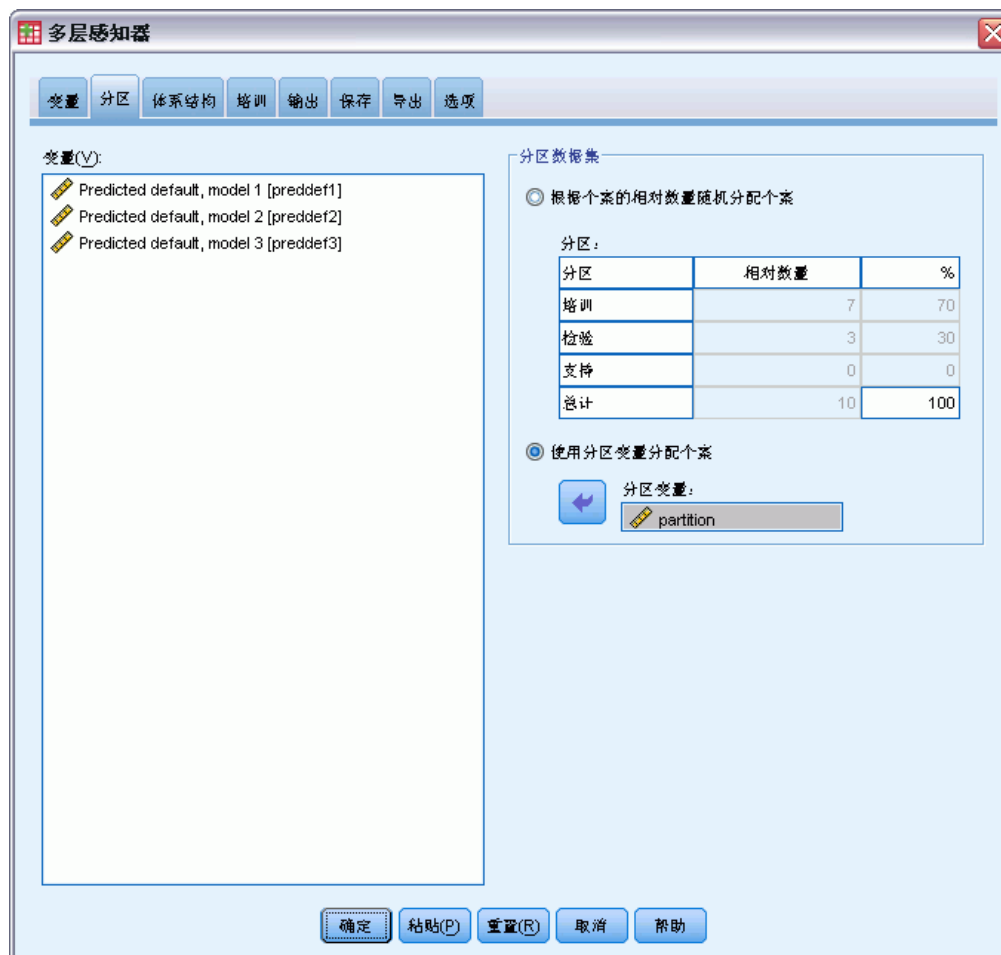 多层感知器
变量 分区 体系结构 培训 输出 保存 导出 选项
变量(V):
Predicted default, model 1 [preddef1]
Predicted default, model 2 [preddef2]
Predicted default, model 3 [preddef3]
分区数据集
根据个案的相对数量随机分配个案
分区:
分区 相对数量 %
培训 7 70
检验 3 30
支持 0 0
总计 10 100
使用分区变量分配个案
分区变量:
partition
确定 粘贴(P) 重置(R) 取消 帮助